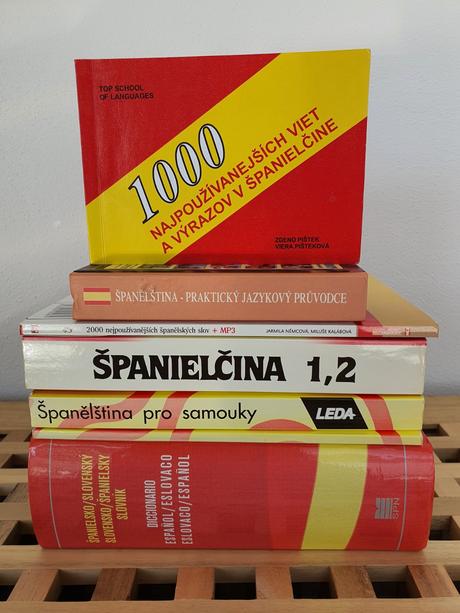 TOP SCHOOL
OF LANGUAGES
1000
NAJPOUŽÍVANEJŠÍCH VIET
A VÝRAZOV V ŠPANIELČINE
ZDENO PIŠTEK
VIERA PIŠTEKOVÁ
ŠPANĚLŠTINA - PRAKTICKÝ JAZYKOVÝ PRŮVODCE
2000 nejpoužívanějších španělských slov + MP3
JARMILA NĚMCOVÁ, MILUŠE KALÁBOVÁ
ŠPANIELČINA 1,2
Španělština pro samouky
LEDA
ŠPANIELSKO/SLOVENSKÝ
SLOVENSKO/ŠPANIELSKY
SLOVNÍK
DICCIONARIO
ESPAÑOL/ESLOVACO
ESLOVACO/ESPAÑOL
SPN